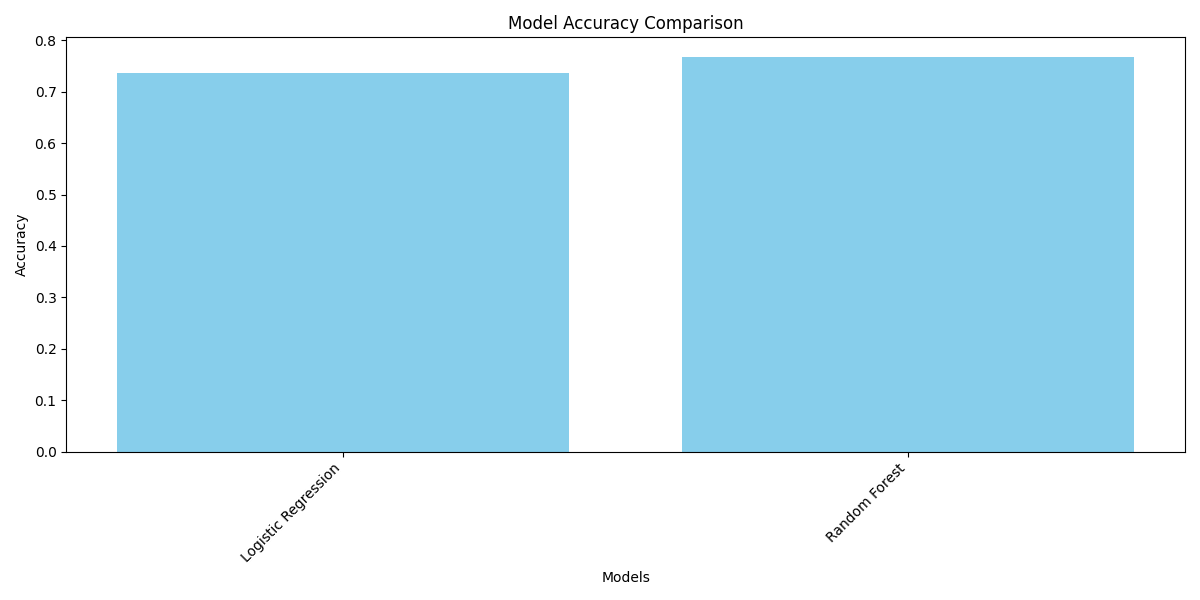 Model Accuracy Comparison
0.8
0.7
0.6
0.5
0.4
0.3
0.2
0.1
0.0
Accuracy
Logistic Regression
Random Forest
Models